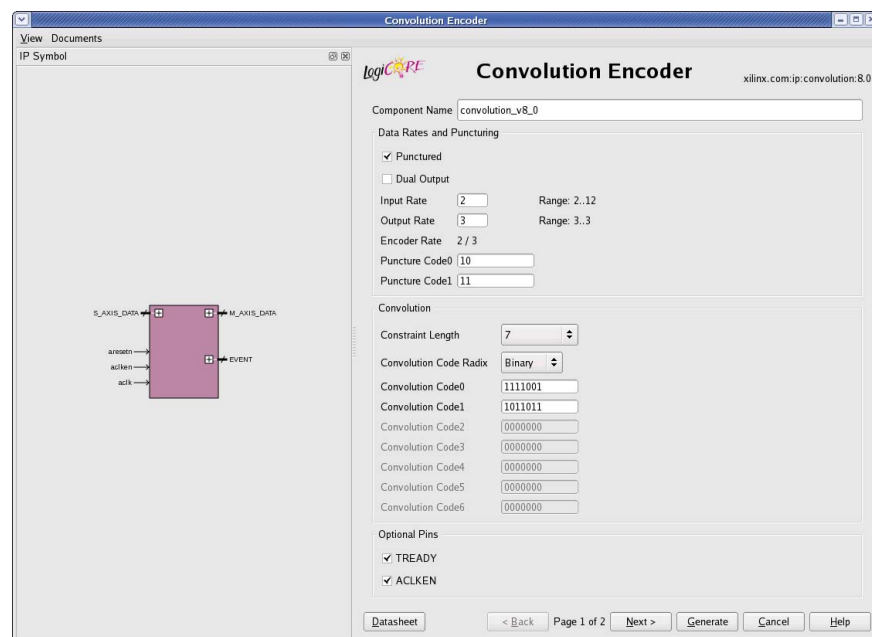 Convolution Encoder
View Documents
IP Symbol
S_AXIS_DATA
M_AXIS_DATA
aresetn
EVENT
aclken
aclk
LogiCORE
Convolution Encoder
xilinx.com:ip:convolution:8.0
Component Name convolution_v8_0
Data Rates and Puncturing
Punctured
Dual Output
Input Rate 2 Range: 2..12
Output Rate 3 Range: 3..3
Encoder Rate 2 / 3
Puncture Code0 10
Puncture Code1 11
Convolution
Constraint Length 7
Convolution Code Radix Binary
Convolution Code0 1111001
Convolution Code1 1011011
Convolution Code2 0000000
Convolution Code3 0000000
Convolution Code4 0000000
Convolution Code5 0000000
Convolution Code6 0000000
Optional Pins
TREADY
ACLKEN
Datasheet < Back Page 1 of 2 Next > Generate Cancel Help